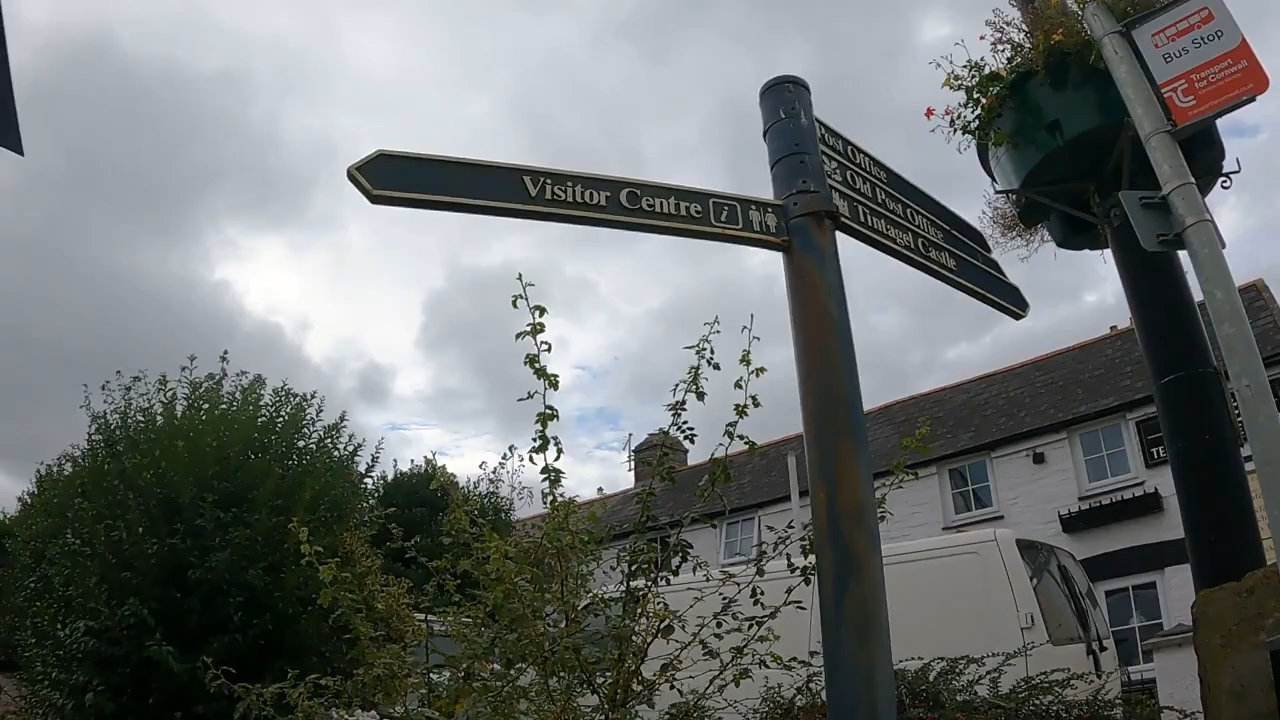 Visitor Centre i
Post Office
Old Post Office
Tintagel Castle
Bus Stop
Transport
for Cornwall